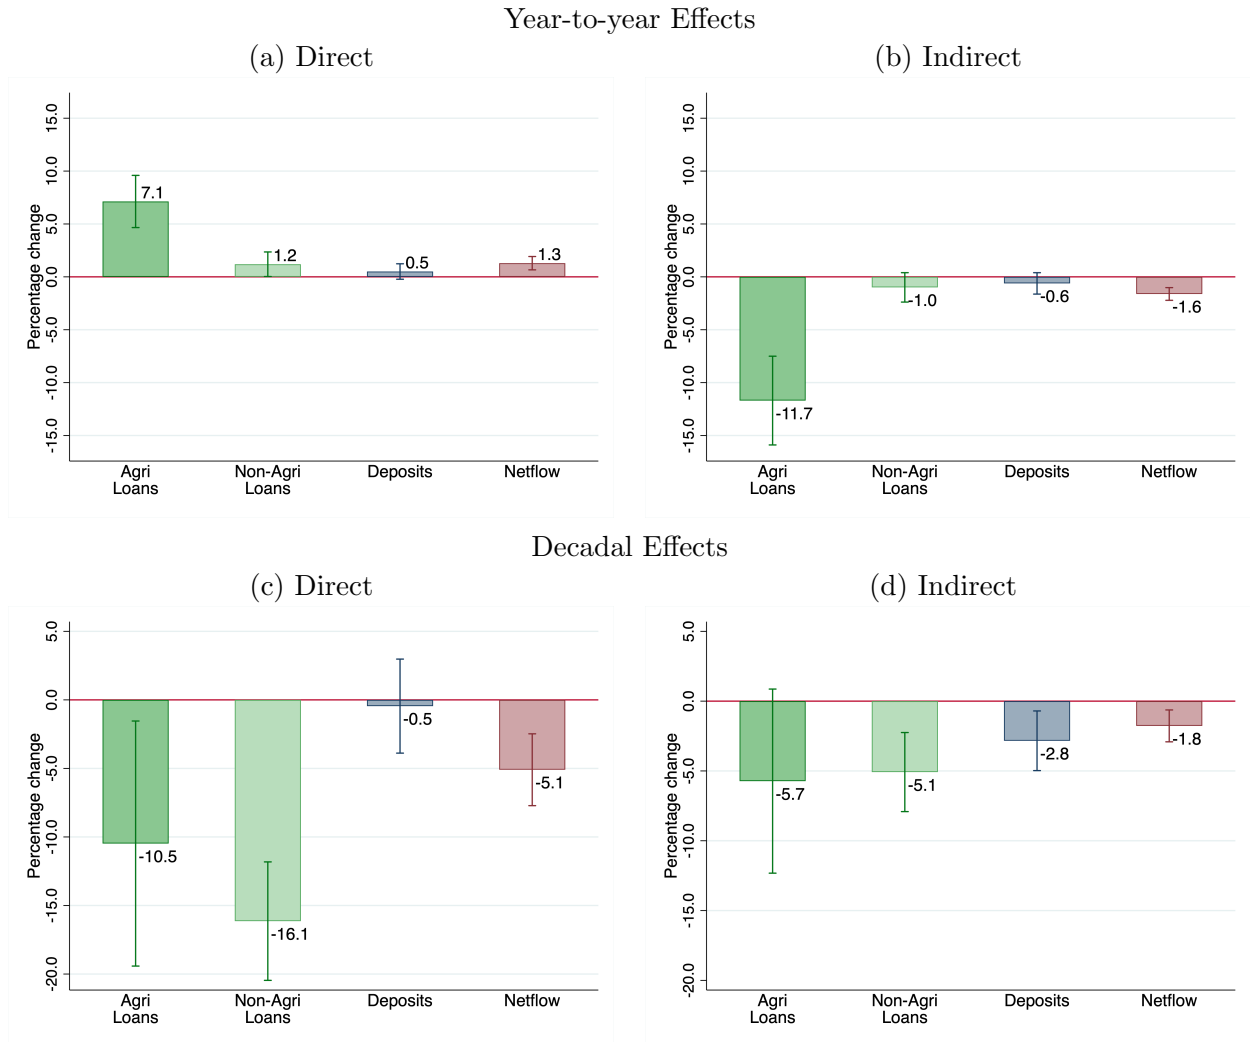 Year-to-year Effects
(a) Direct
(b) Indirect
Percentage change
15.0
10.0
5.0
0.0
-5.0
-10.0
-15.0
7.1
1.2
0.5
1.3
Agri
Loans
Non-Agri
Loans
Deposits
Netflow
Percentage change
15.0
10.0
5.0
0.0
-5.0
-10.0
-15.0
-11.7
-1.0
-0.6
-1.6
Agri
Loans
Non-Agri
Loans
Deposits
Netflow
Decadal Effects
(c) Direct
(d) Indirect
Percentage change
5.0
0.0
-5.0
-10.0
-15.0
-20.0
-10.5
-16.1
-0.5
-5.1
Agri
Loans
Non-Agri
Loans
Deposits
Netflow
Percentage change
5.0
0.0
-5.0
-10.0
-15.0
-20.0
-5.7
-5.1
-2.8
-1.8
Agri
Loans
Non-Agri
Loans
Deposits
Netflow